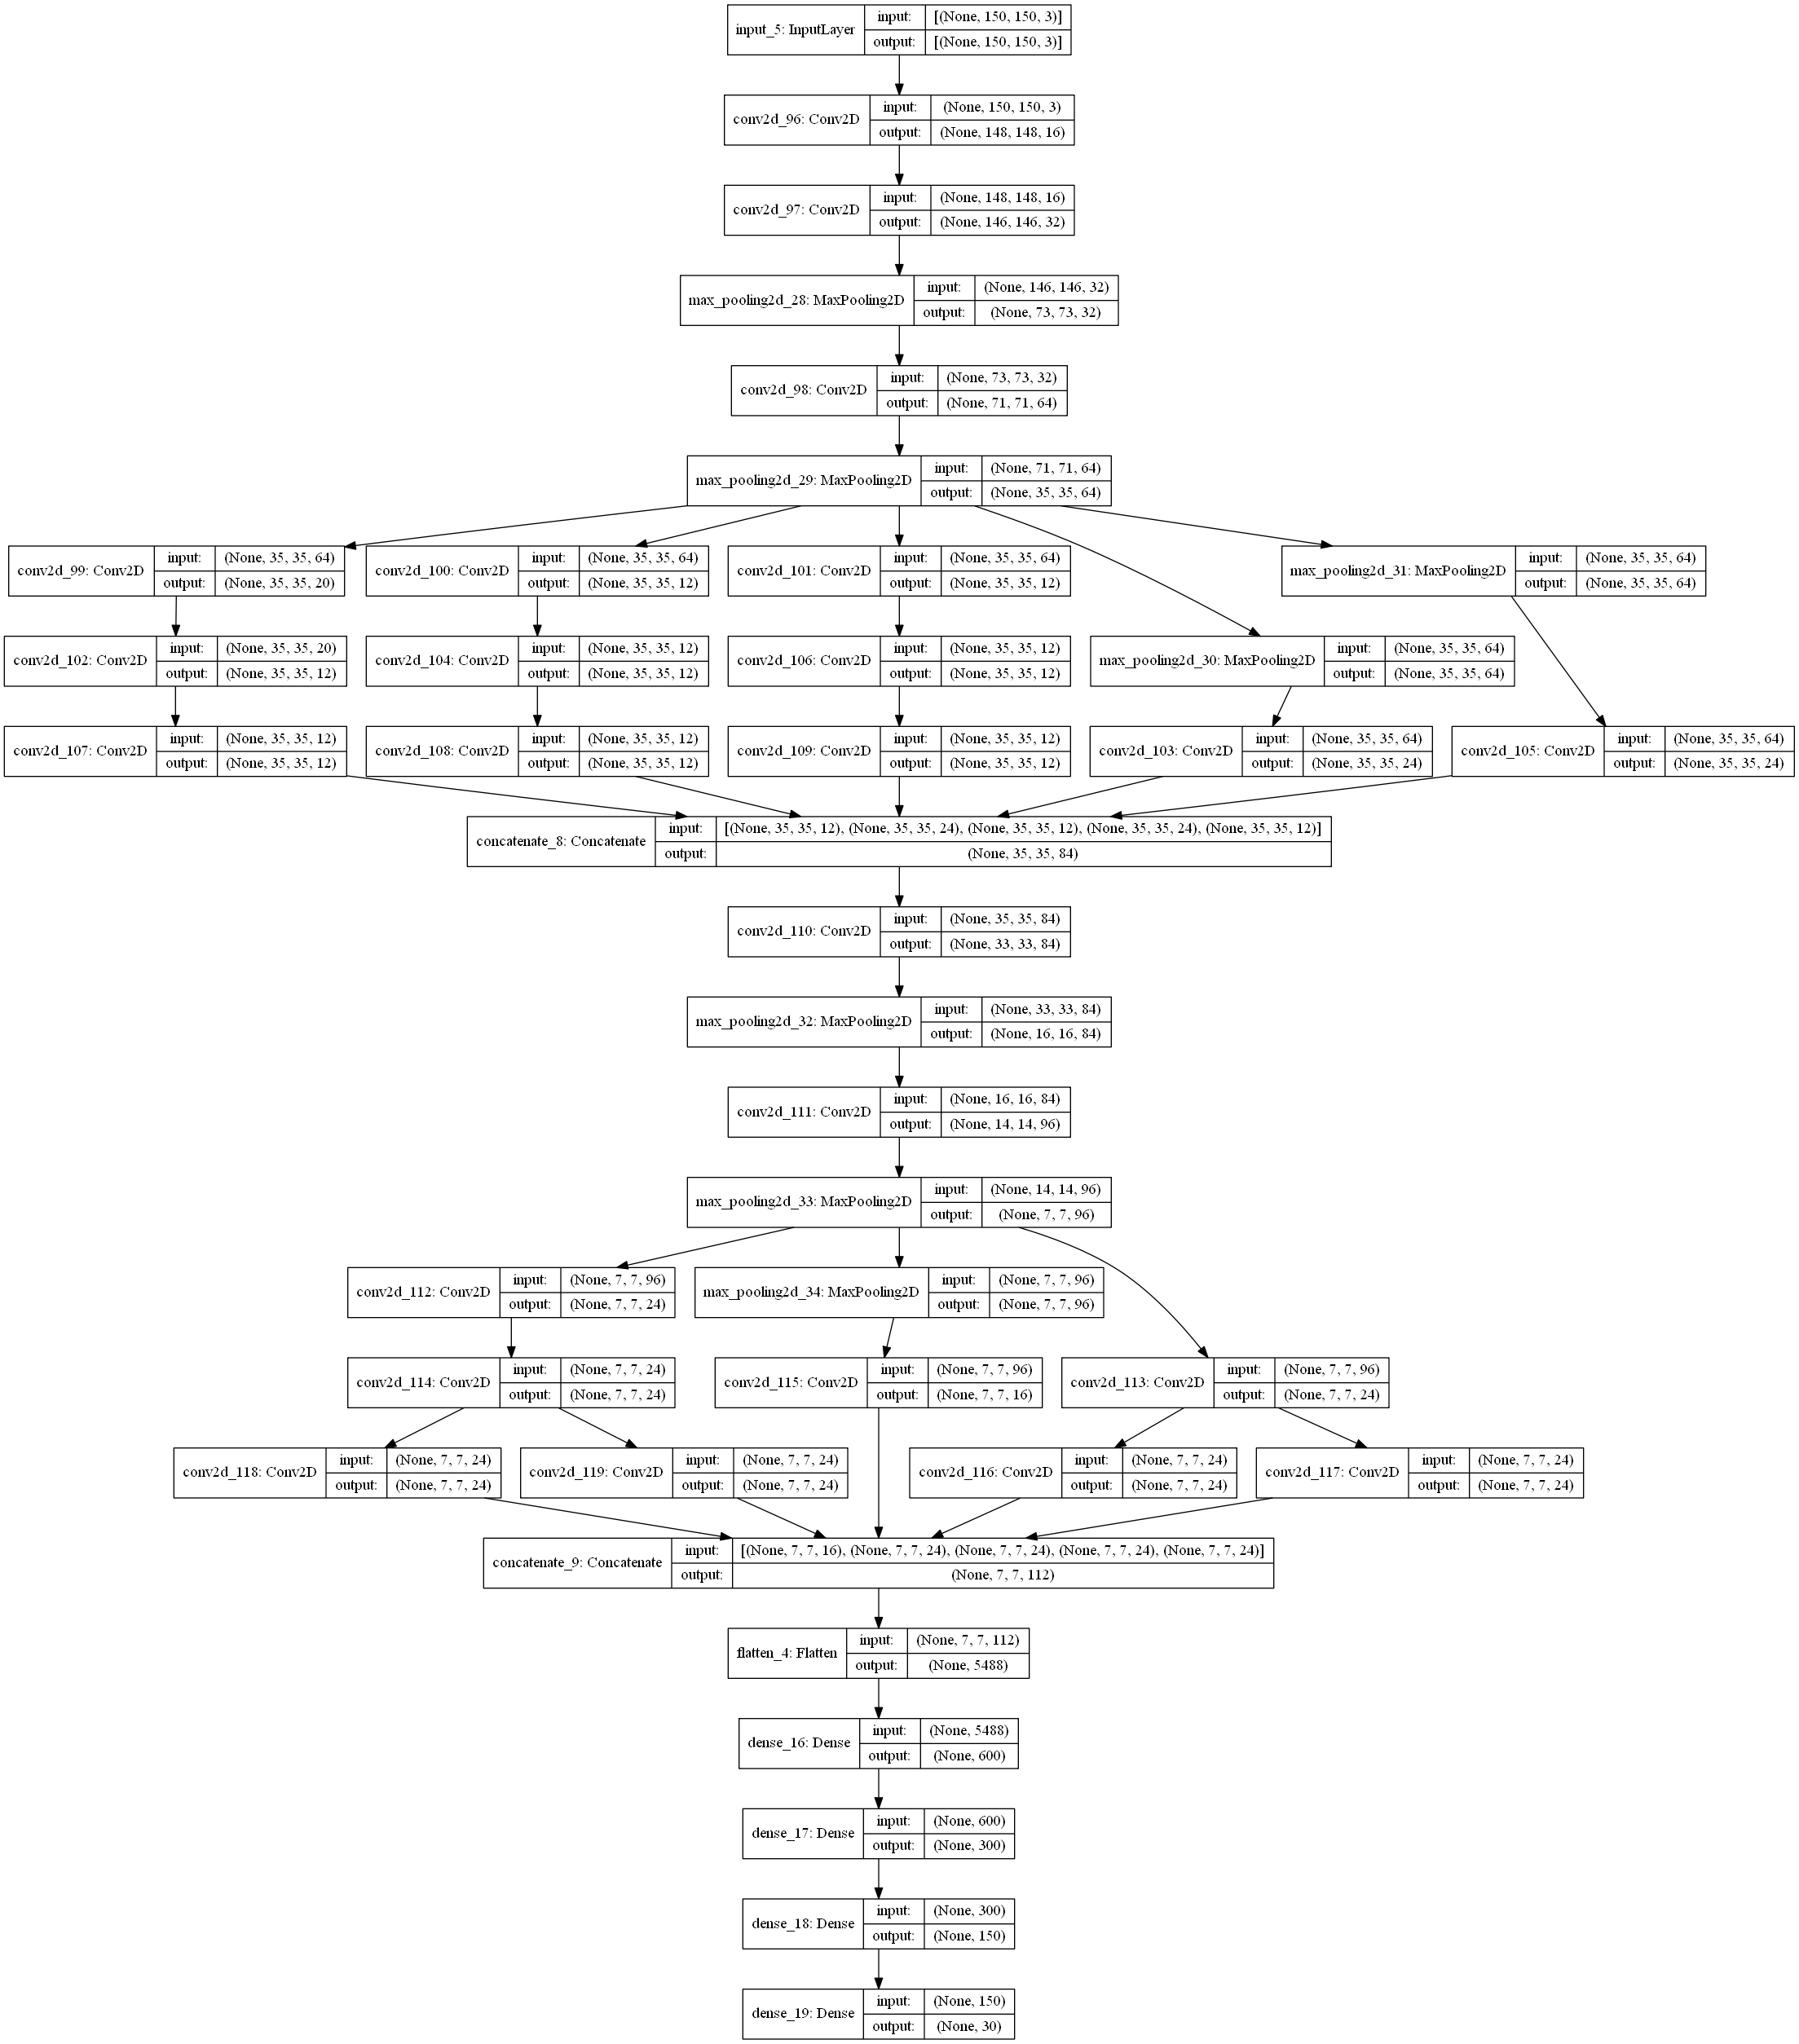 input_5: InputLayer
input: [(None, 150, 150, 3)]
output: [(None, 150, 150, 3)]
conv2d_96: Conv2D
input: (None, 150, 150, 3)
output: (None, 148, 148, 16)
conv2d_97: Conv2D
input: (None, 148, 148, 16)
output: (None, 146, 146, 32)
max_pooling2d_28: MaxPooling2D
input: (None, 146, 146, 32)
output: (None, 73, 73, 32)
conv2d_98: Conv2D
input: (None, 73, 73, 32)
output: (None, 71, 71, 64)
max_pooling2d_29: MaxPooling2D
input: (None, 71, 71, 64)
output: (None, 35, 35, 64)
conv2d_99: Conv2D
input: (None, 35, 35, 64)
output: (None, 35, 35, 20)
conv2d_100: Conv2D
input: (None, 35, 35, 64)
output: (None, 35, 35, 12)
conv2d_101: Conv2D
input: (None, 35, 35, 64)
output: (None, 35, 35, 12)
max_pooling2d_31: MaxPooling2D
input: (None, 35, 35, 64)
output: (None, 35, 35, 64)
conv2d_102: Conv2D
input: (None, 35, 35, 20)
output: (None, 35, 35, 12)
conv2d_104: Conv2D
input: (None, 35, 35, 12)
output: (None, 35, 35, 12)
conv2d_106: Conv2D
input: (None, 35, 35, 12)
output: (None, 35, 35, 12)
max_pooling2d_30: MaxPooling2D
input: (None, 35, 35, 64)
output: (None, 35, 35, 64)
conv2d_107: Conv2D
input: (None, 35, 35, 12)
output: (None, 35, 35, 12)
conv2d_108: Conv2D
input: (None, 35, 35, 12)
output: (None, 35, 35, 12)
conv2d_109: Conv2D
input: (None, 35, 35, 12)
output: (None, 35, 35, 12)
conv2d_103: Conv2D
input: (None, 35, 35, 64)
output: (None, 35, 35, 24)
conv2d_105: Conv2D
input: (None, 35, 35, 64)
output: (None, 35, 35, 24)
concatenate_8: Concatenate
input: [(None, 35, 35, 12), (None, 35, 35, 24), (None, 35, 35, 12), (None, 35, 35, 24), (None, 35, 35, 12)]
output: (None, 35, 35, 84)
conv2d_110: Conv2D
input: (None, 35, 35, 84)
output: (None, 33, 33, 84)
max_pooling2d_32: MaxPooling2D
input: (None, 33, 33, 84)
output: (None, 16, 16, 84)
conv2d_111: Conv2D
input: (None, 16, 16, 84)
output: (None, 14, 14, 96)
max_pooling2d_33: MaxPooling2D
input: (None, 14, 14, 96)
output: (None, 7, 7, 96)
conv2d_112: Conv2D
input: (None, 7, 7, 96)
output: (None, 7, 7, 24)
max_pooling2d_34: MaxPooling2D
input: (None, 7, 7, 96)
output: (None, 7, 7, 96)
conv2d_114: Conv2D
input: (None, 7, 7, 24)
output: (None, 7, 7, 24)
conv2d_115: Conv2D
input: (None, 7, 7, 96)
output: (None, 7, 7, 16)
conv2d_113: Conv2D
input: (None, 7, 7, 96)
output: (None, 7, 7, 24)
conv2d_118: Conv2D
input: (None, 7, 7, 24)
output: (None, 7, 7, 24)
conv2d_119: Conv2D
input: (None, 7, 7, 24)
output: (None, 7, 7, 24)
conv2d_116: Conv2D
input: (None, 7, 7, 24)
output: (None, 7, 7, 24)
conv2d_117: Conv2D
input: (None, 7, 7, 24)
output: (None, 7, 7, 24)
concatenate_9: Concatenate
input: [(None, 7, 7, 16), (None, 7, 7, 24), (None, 7, 7, 24), (None, 7, 7, 24), (None, 7, 7, 24)]
output: (None, 7, 7, 112)
flatten_4: Flatten
input: (None, 7, 7, 112)
output: (None, 5488)
dense_16: Dense
input: (None, 5488)
output: (None, 600)
dense_17: Dense
input: (None, 600)
output: (None, 300)
dense_18: Dense
input: (None, 300)
output: (None, 150)
dense_19: Dense
input: (None, 150)
output: (None, 30)